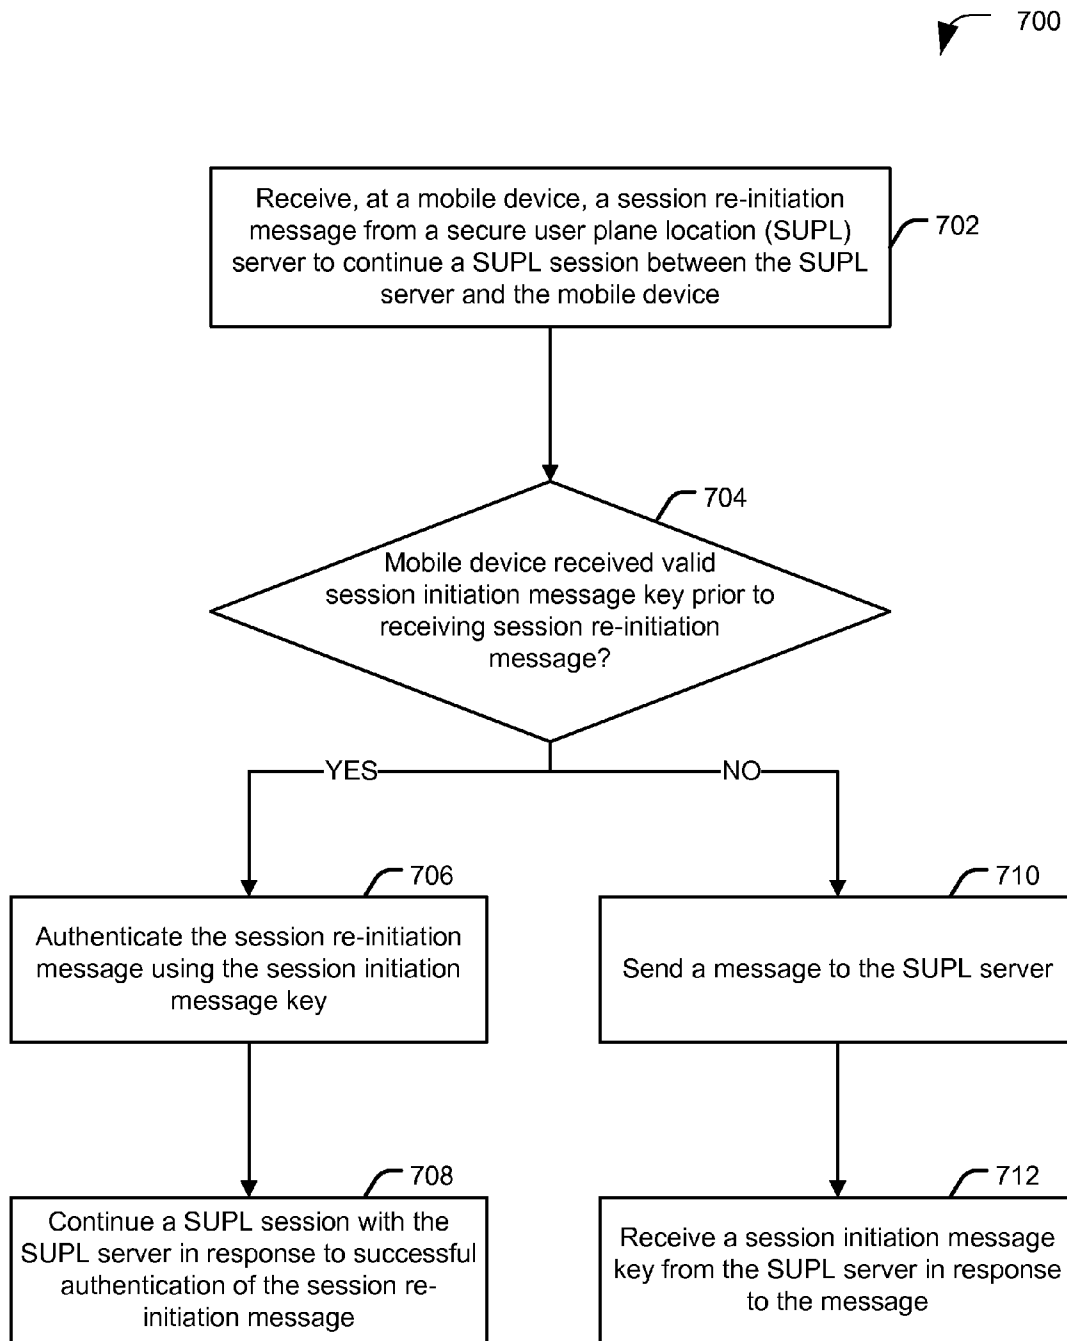 700
Receive, at a mobile device, a session re-initiation
message from a secure user plane location (SUPL)
server to continue a SUPL session between the SUPL
server and the mobile device
702
704
Mobile device received valid
session initiation message key prior to
receiving session re-initiation
message?
YES
NO
706
Authenticate the session re-initiation
message using the session initiation
message key
710
Send a message to the SUPL server
708
Continue a SUPL session with the
SUPL server in response to successful
authentication of the session re-
initiation message
712
Receive a session initiation message
key from the SUPL server in response
to the message